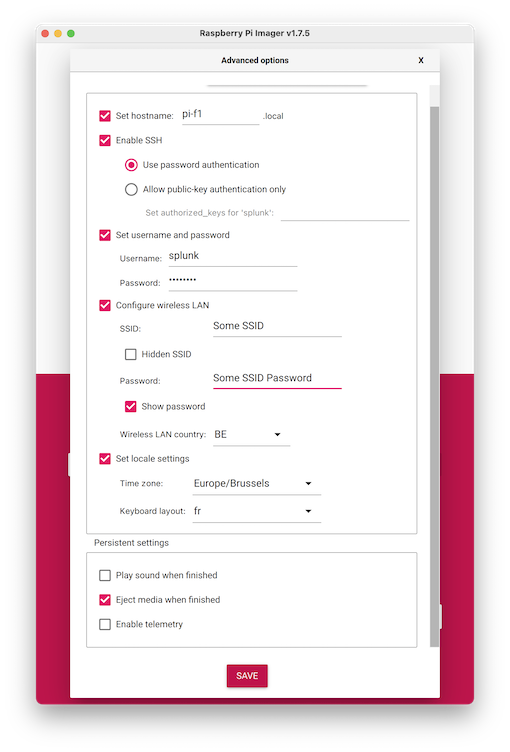 Raspberry Pi Imager v1.7.5
Advanced options X
Set hostname: pi-f1 .local
Enable SSH
Use password authentication
Allow public-key authentication only
Set authorized_keys for 'splunk':
Set username and password
Username: splunk
Password: ••••••••
Configure wireless LAN
SSID: Some SSID
Hidden SSID
Password: Some SSID Password
Show password
Wireless LAN country: BE
Set locale settings
Time zone: Europe/Brussels
Keyboard layout: fr
Persistent settings
Play sound when finished
Eject media when finished
Enable telemetry
SAVE